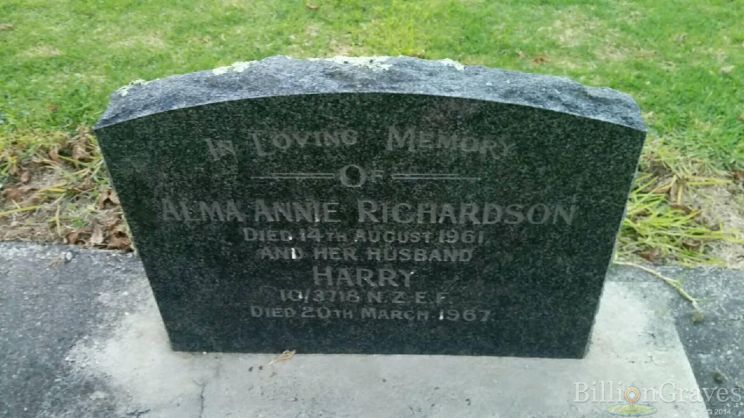 In Loving Memory
Of
Alma Annie Richardson
Died 14th August 1961
and her husband
Harry
10/3718 N.Z.E.F.
Died 20th March 1967
BillionGraves
© 2014